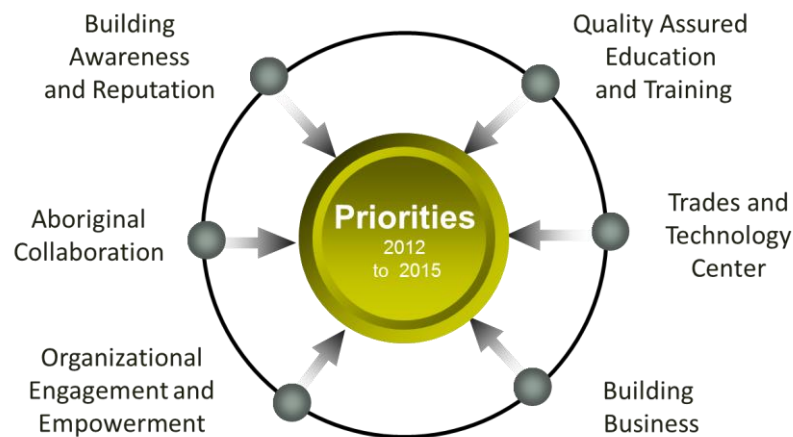 Building
Awareness
and Reputation
Quality Assured
Education
and Training
Aboriginal
Collaboration
Priorities
2012
to 2015
Trades and
Technology
Center
Organizational
Engagement and
Empowerment
Building
Business